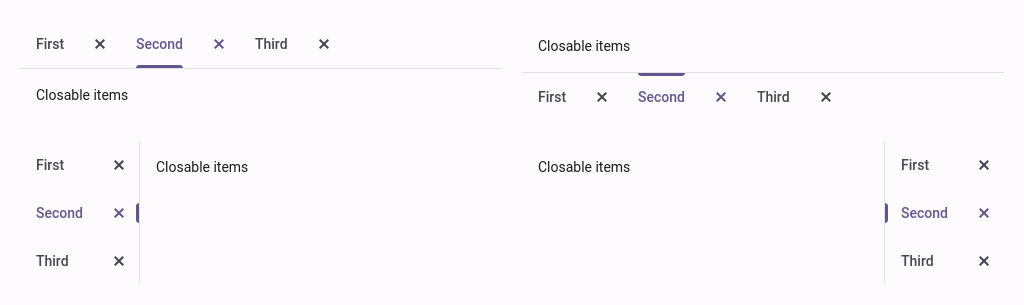 First Second Third
Closable items
Closable items
First Second Third
First
Second
Third
Closable items
Closable items
First
Second
Third